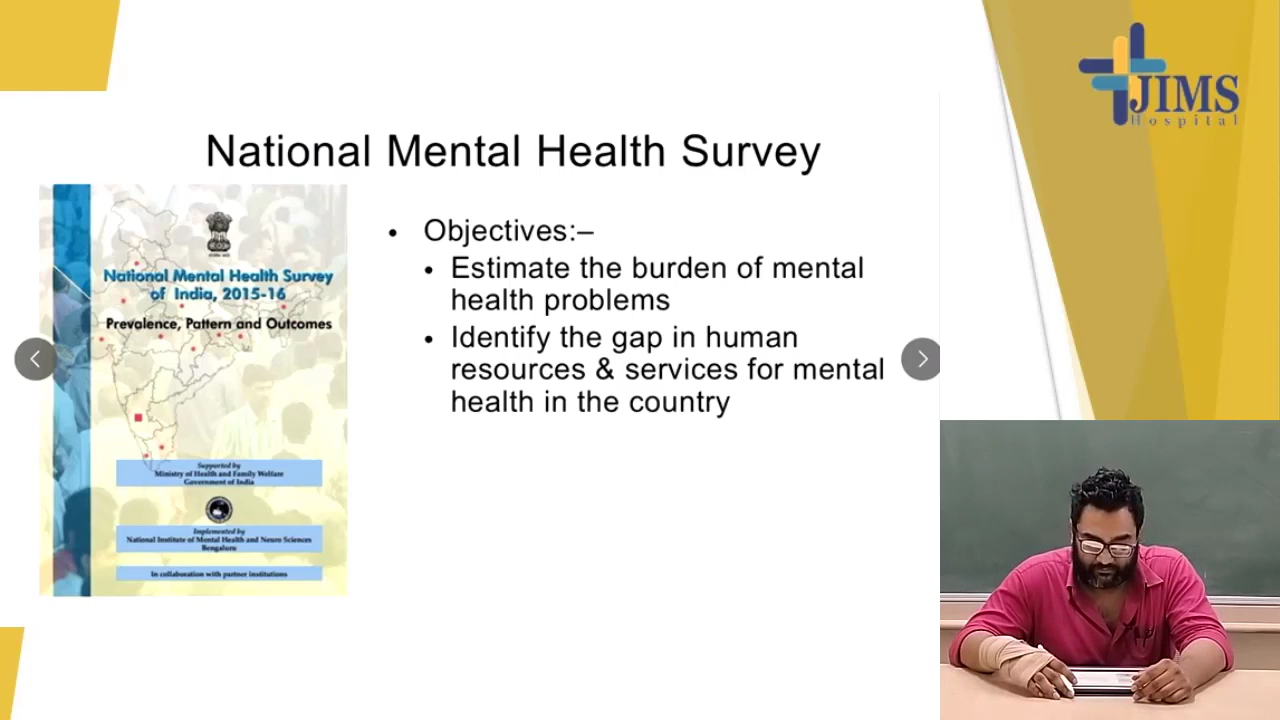 JIMS
Hospital
National Mental Health Survey
National Mental Health Survey
of India, 2015-16
Prevalence, Pattern and Outcomes
Supported by
Ministry of Health and Family Welfare
Government of India
Implemented by
National Institute of Mental Health and Neuro Sciences
Bengaluru
In collaboration with partner institutions
• Objectives:–
• Estimate the burden of mental
health problems
• Identify the gap in human
resources & services for mental
health in the country